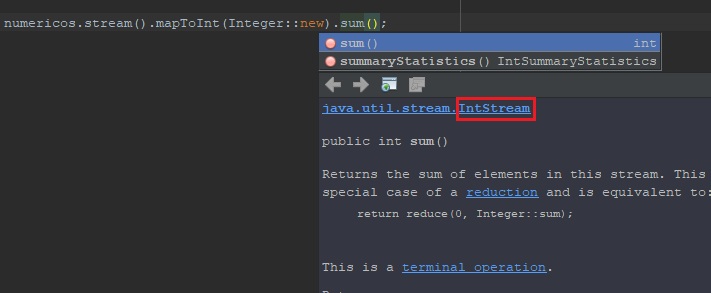 numericos.stream().mapToInt(Integer::new).sum();
sum() int
summaryStatistics() IntSummaryStatistics
java.util.stream.IntStream
public int sum()
Returns the sum of elements in this stream. This
special case of a reduction and is equivalent to:
return reduce(0, Integer::sum);
This is a terminal operation.